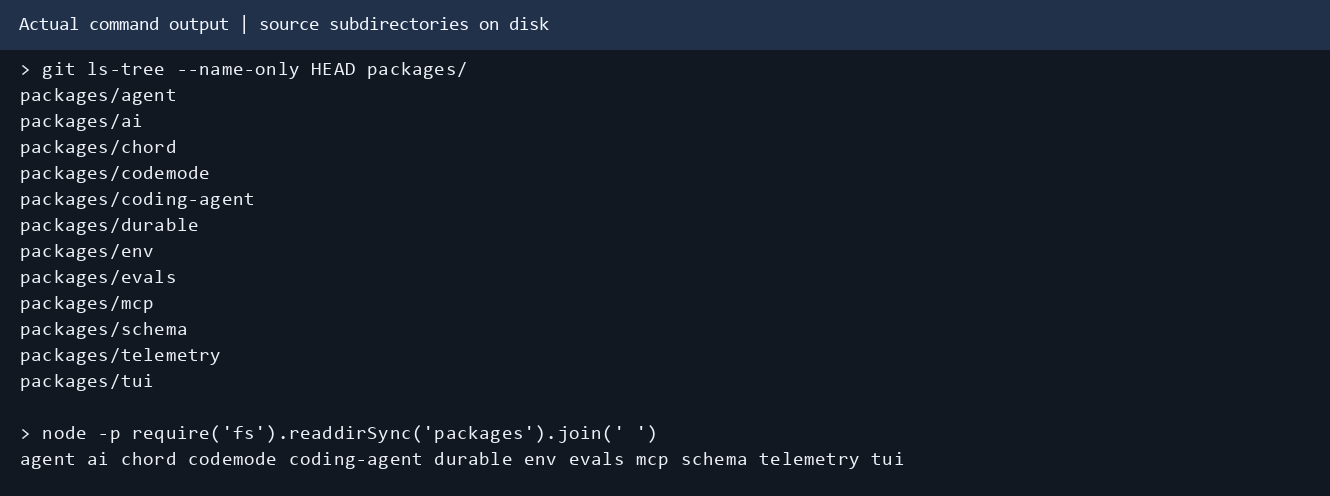 Actual command output | source subdirectories on disk
> git ls-tree --name-only HEAD packages/
packages/agent
packages/ai
packages/chord
packages/codemode
packages/coding-agent
packages/durable
packages/env
packages/evals
packages/mcp
packages/schema
packages/telemetry
packages/tui
> node -p require('fs').readdirSync('packages').join(' ')
agent ai chord codemode coding-agent durable env evals mcp schema telemetry tui